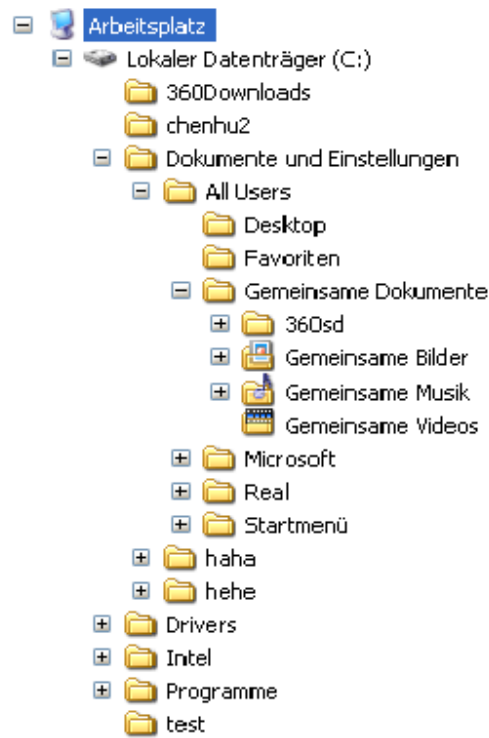 Arbeitsplatz
Lokaler Datenträger (C:)
360Downloads
chenhu2
Dokumente und Einstellungen
All Users
Desktop
Favoriten
Gemeinsame Dokumente
360sd
Gemeinsame Bilder
Gemeinsame Musik
Gemeinsame Videos
Microsoft
Real
Startmenü
haha
hehe
Drivers
Intel
Programme
test